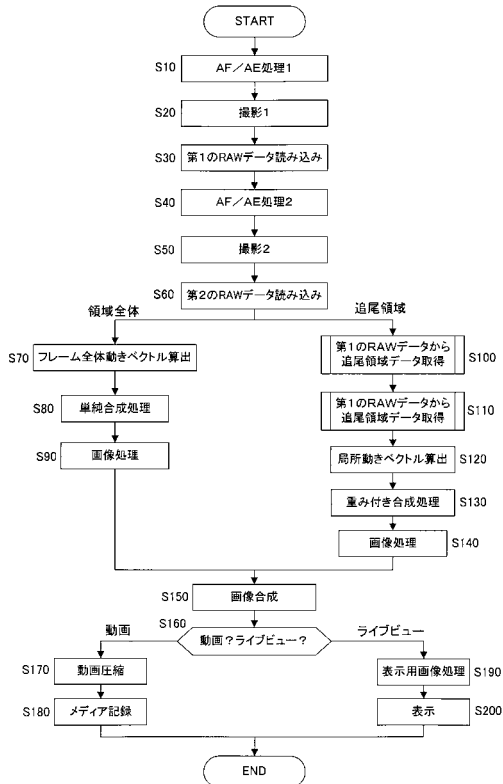 START
S10
AF/AE処理1
S20
撮影1
S30
第1のRAWデータ読み込み
S40
AF/AE処理2
S50
撮影2
S60
第2のRAWデータ読み込み
領域全体
追尾領域
S70
フレーム全体動きベクトル算出
S80
単純合成処理
S90
画像処理
第1のRAWデータから
追尾領域データ取得
S100
第1のRAWデータから
追尾領域データ取得
S110
局所動きベクトル算出
S120
重み付き合成処理
S130
画像処理
S140
S150
画像合成
S160
動画?ライブビュー?
動画
ライブビュー
S170
動画圧縮
表示用画像処理
S190
S180
メディア記録
表示
S200
END